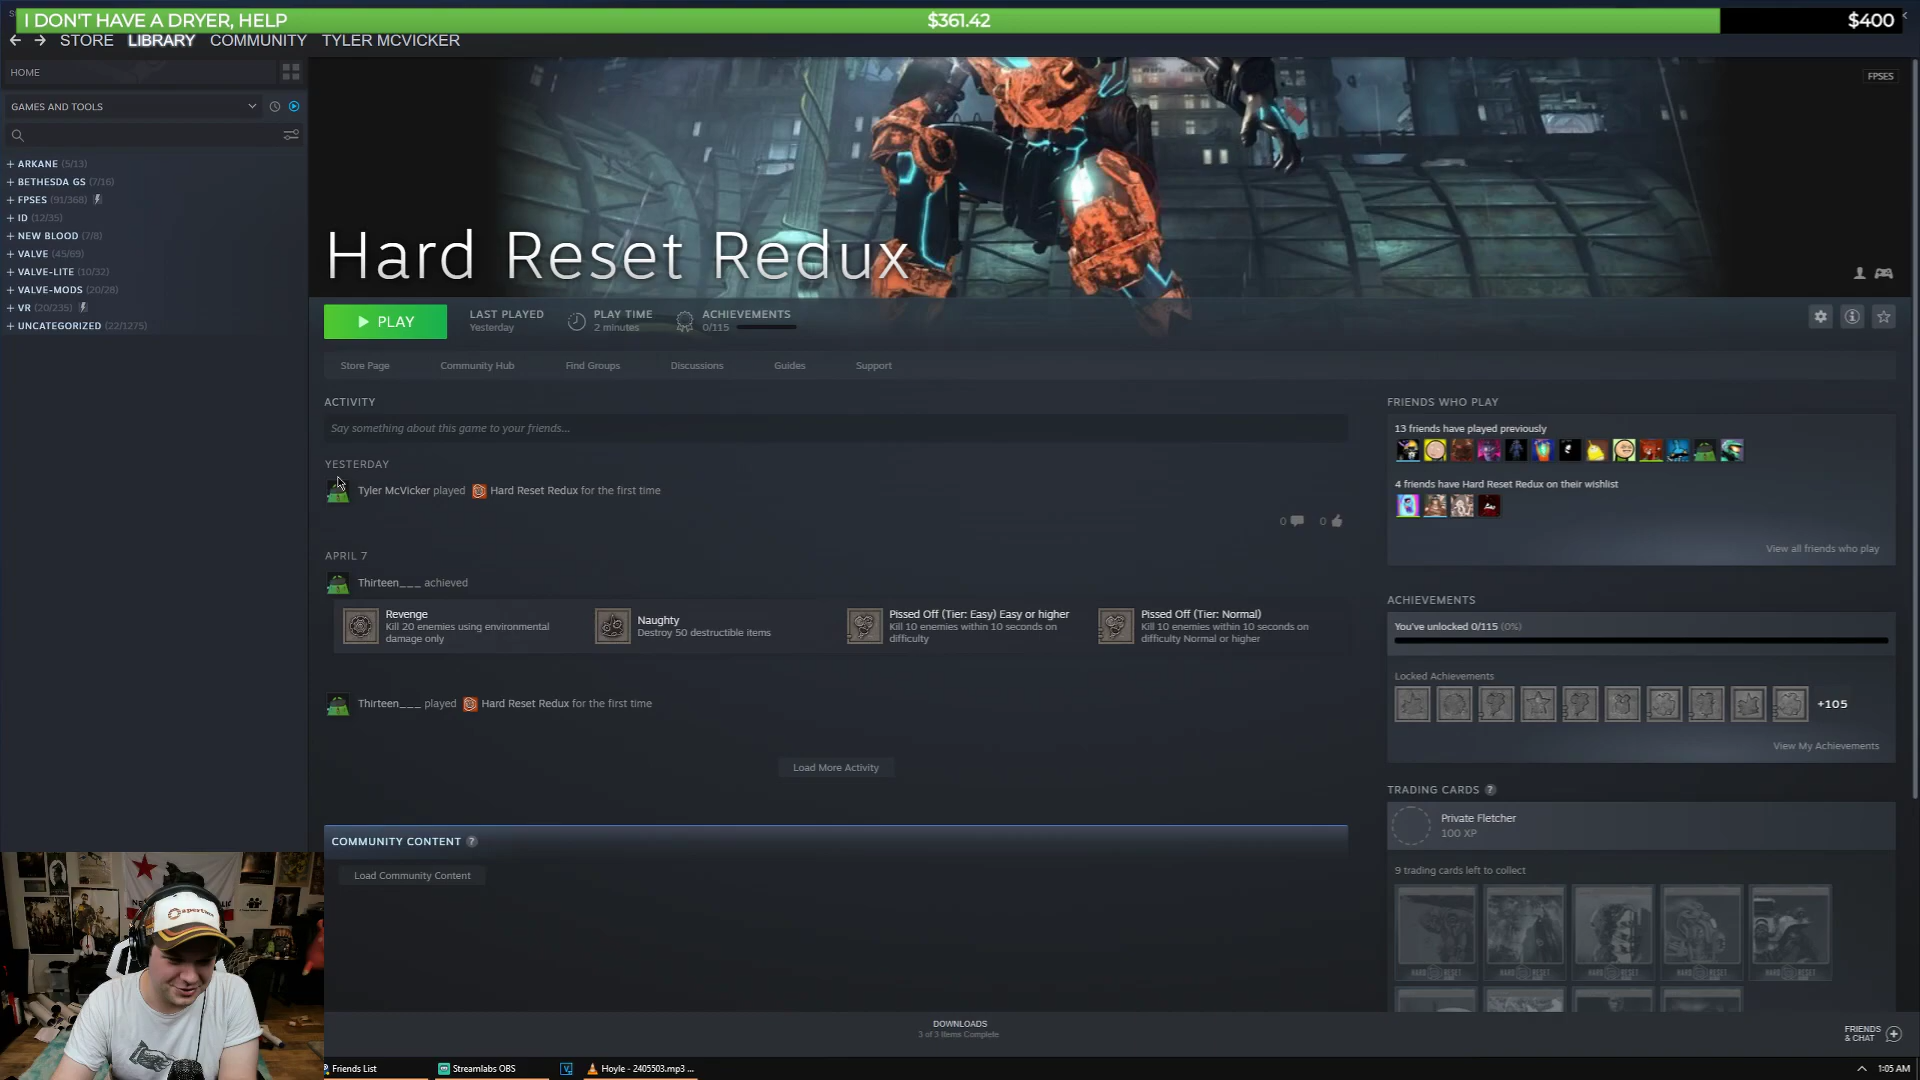 I DON'T HAVE A DRYER, HELP
$361.42
$400
STORE LIBRARY COMMUNITY TYLER MCVICKER
HOME
FPSES
GAMES AND TOOLS
+ ARKANE (5/13)
+ BETHESDA GS (7/16)
+ FPSES (91/368)
+ ID (12/35)
+ NEW BLOOD (7/8)
+ VALVE (45/69)
+ VALVE-LITE (10/32)
+ VALVE-MODS (20/28)
+ VR (20/235)
+ UNCATEGORIZED (22/1275)
Hard Reset Redux
PLAY
LAST PLAYED
Yesterday
PLAY TIME
2 minutes
ACHIEVEMENTS
0/115
Store Page
Community Hub
Find Groups
Discussions
Guides
Support
ACTIVITY
Say something about this game to your friends...
YESTERDAY
Tyler McVicker played Hard Reset Redux for the first time
0
0
APRIL 7
Thirteen___ achieved
Revenge
Kill 20 enemies using environmental
damage only
Naughty
Destroy 50 destructible items
Pissed Off (Tier: Easy) Easy or higher
Kill 10 enemies within 10 seconds on
difficulty
Pissed Off (Tier: Normal)
Kill 10 enemies within 10 seconds on
difficulty Normal or higher
Thirteen___ played Hard Reset Redux for the first time
Load More Activity
COMMUNITY CONTENT ?
Load Community Content
FRIENDS WHO PLAY
13 friends have played previously
4 friends have Hard Reset Redux on their wishlist
View all friends who play
ACHIEVEMENTS
You've unlocked 0/115 (0%)
Locked Achievements
+105
View My Achievements
TRADING CARDS ?
Private Fletcher
100 XP
9 trading cards left to collect
HARD RESET
HARD RESET
HARD RESET
HARD RESET
HARD RESET
DOWNLOADS
3 of 3 Items Complete
FRIENDS
& CHAT
Friends List
Streamlabs OBS
Hoyle - 2405503.mp3 ...
1:05 AM